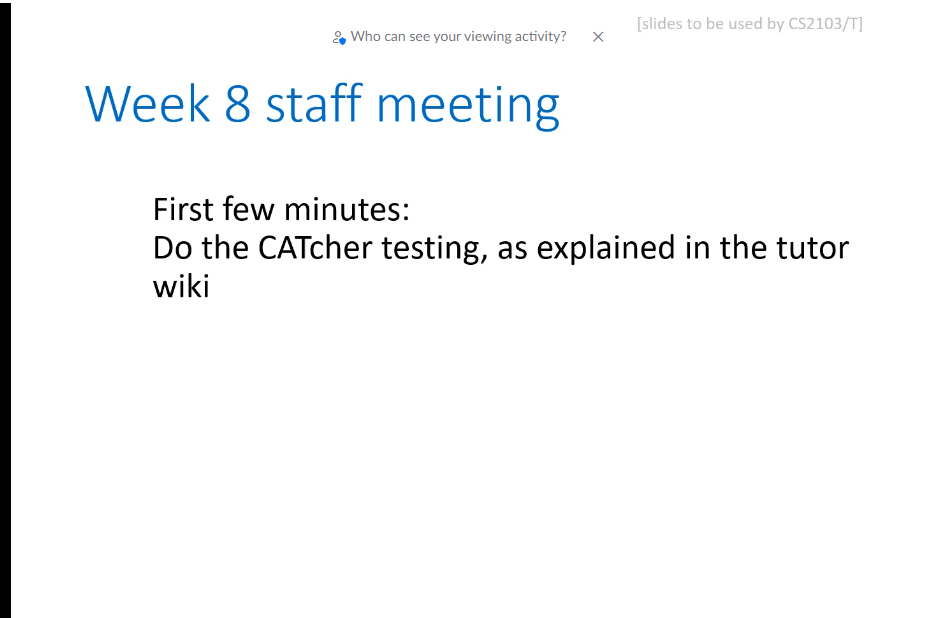 [slides to be used by CS2103/T]
Who can see your viewing activity?
Week 8 staff meeting
First few minutes:
Do the CATcher testing, as explained in the tutor
wiki